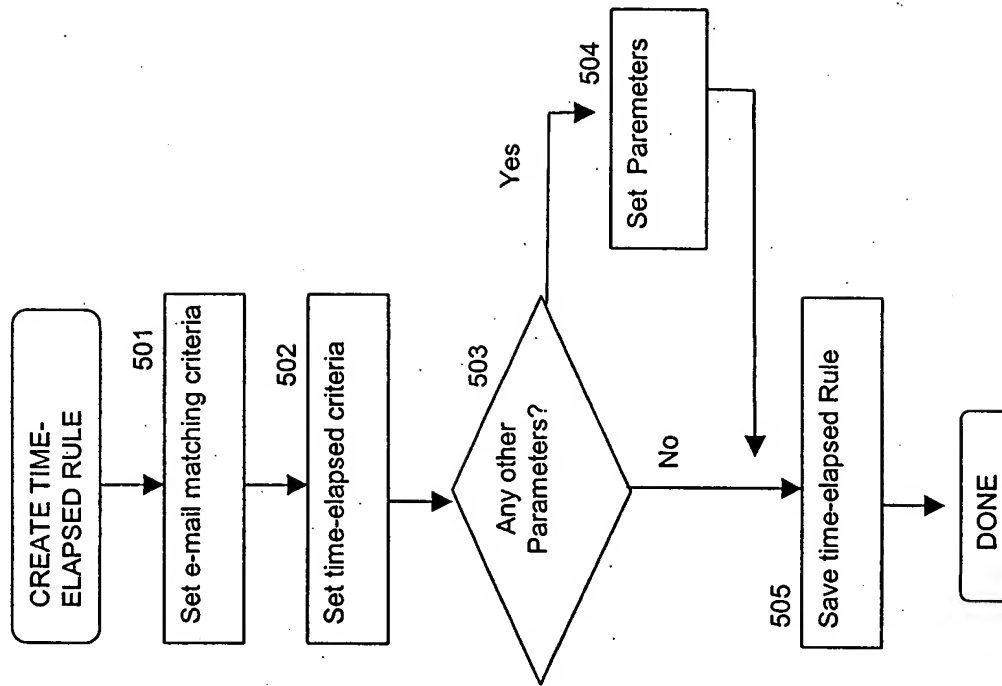 CREATE TIME-
ELAPSED RULE
501
Set e-mail matching criteria
502
Set time-elapsed criteria
503
Any other
Parameters?
Yes
504
Set Paremeters
No
505
Save time-elapsed Rule
DONE